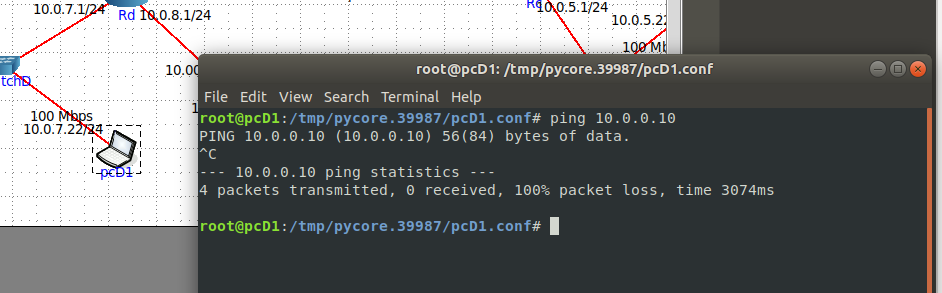 10.0.7.1/24
Rd 10.0.8.1/24
Rc
10.0.5.1/24
10.0.5.22
100 Mb
10.00
tchD
1
100 Mbps
10.0.7.22/24
pcD1
root@pcD1: /tmp/pycore.39987/pcD1.conf
File Edit View Search Terminal Help
root@pcD1:/tmp/pycore.39987/pcD1.conf# ping 10.0.0.10
PING 10.0.0.10 (10.0.0.10) 56(84) bytes of data.
^C
--- 10.0.0.10 ping statistics ---
4 packets transmitted, 0 received, 100% packet loss, time 3074ms
root@pcD1:/tmp/pycore.39987/pcD1.conf#